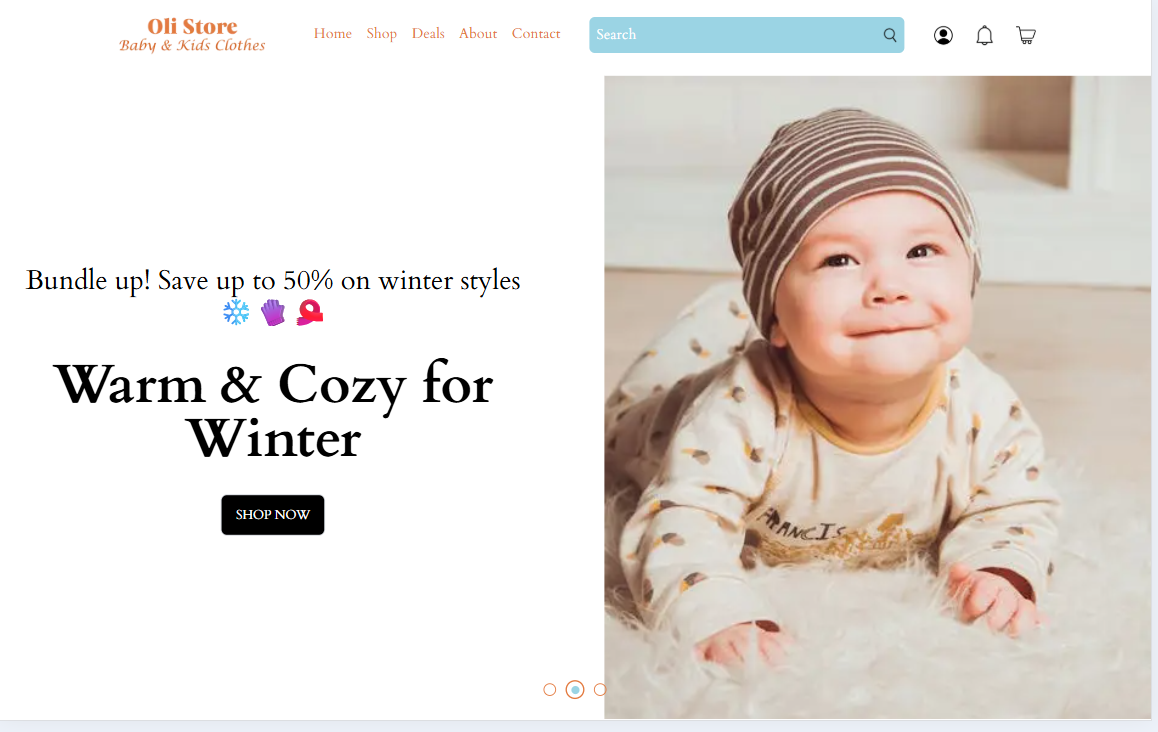 Oli Store
Baby & Kids Clothes
Home Shop Deals About Contact
Search
Bundle up! Save up to 50% on winter styles
❄️ 🧤 🧣
Warm & Cozy for
Winter
SHOP NOW
FRANCIS